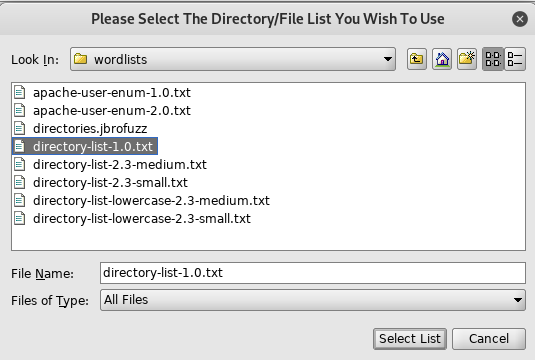 Please Select The Directory/File List You Wish To Use
Look In: wordlists
apache-user-enum-1.0.txt
apache-user-enum-2.0.txt
directories.jbrofuzz
directory-list-1.0.txt
directory-list-2.3-medium.txt
directory-list-2.3-small.txt
directory-list-lowercase-2.3-medium.txt
directory-list-lowercase-2.3-small.txt
File Name: directory-list-1.0.txt
Files of Type: All Files
Select List Cancel